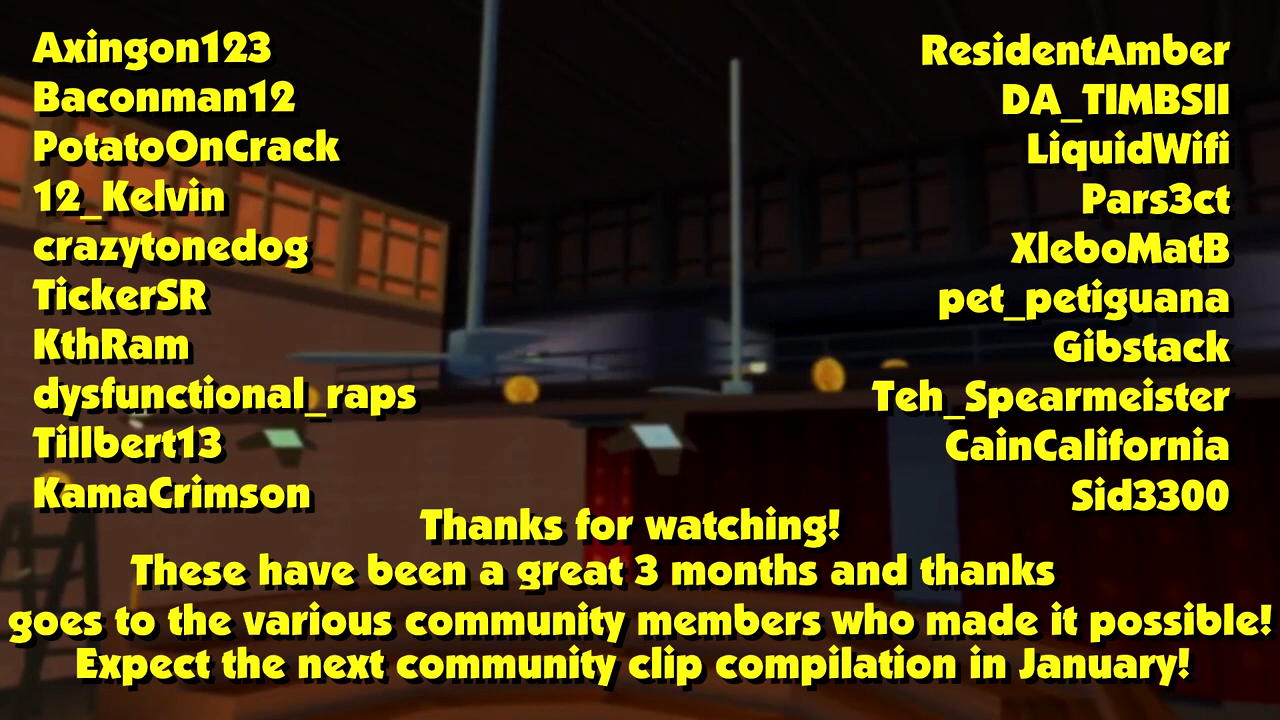 Axingon123
Baconman12
PotatoOnCrack
12_Kelvin
crazytonedog
TickerSR
KthRam
dysfunctional_raps
Tillbert13
KamaCrimson
ResidentAmber
DA_TIMBSII
LiquidWifi
Pars3ct
XleboMatB
pet_petiguana
Gibstack
Teh_Spearmeister
CainCalifornia
Sid3300
Thanks for watching!
These have been a great 3 months and thanks
goes to the various community members who made it possible!
Expect the next community clip compilation in January!